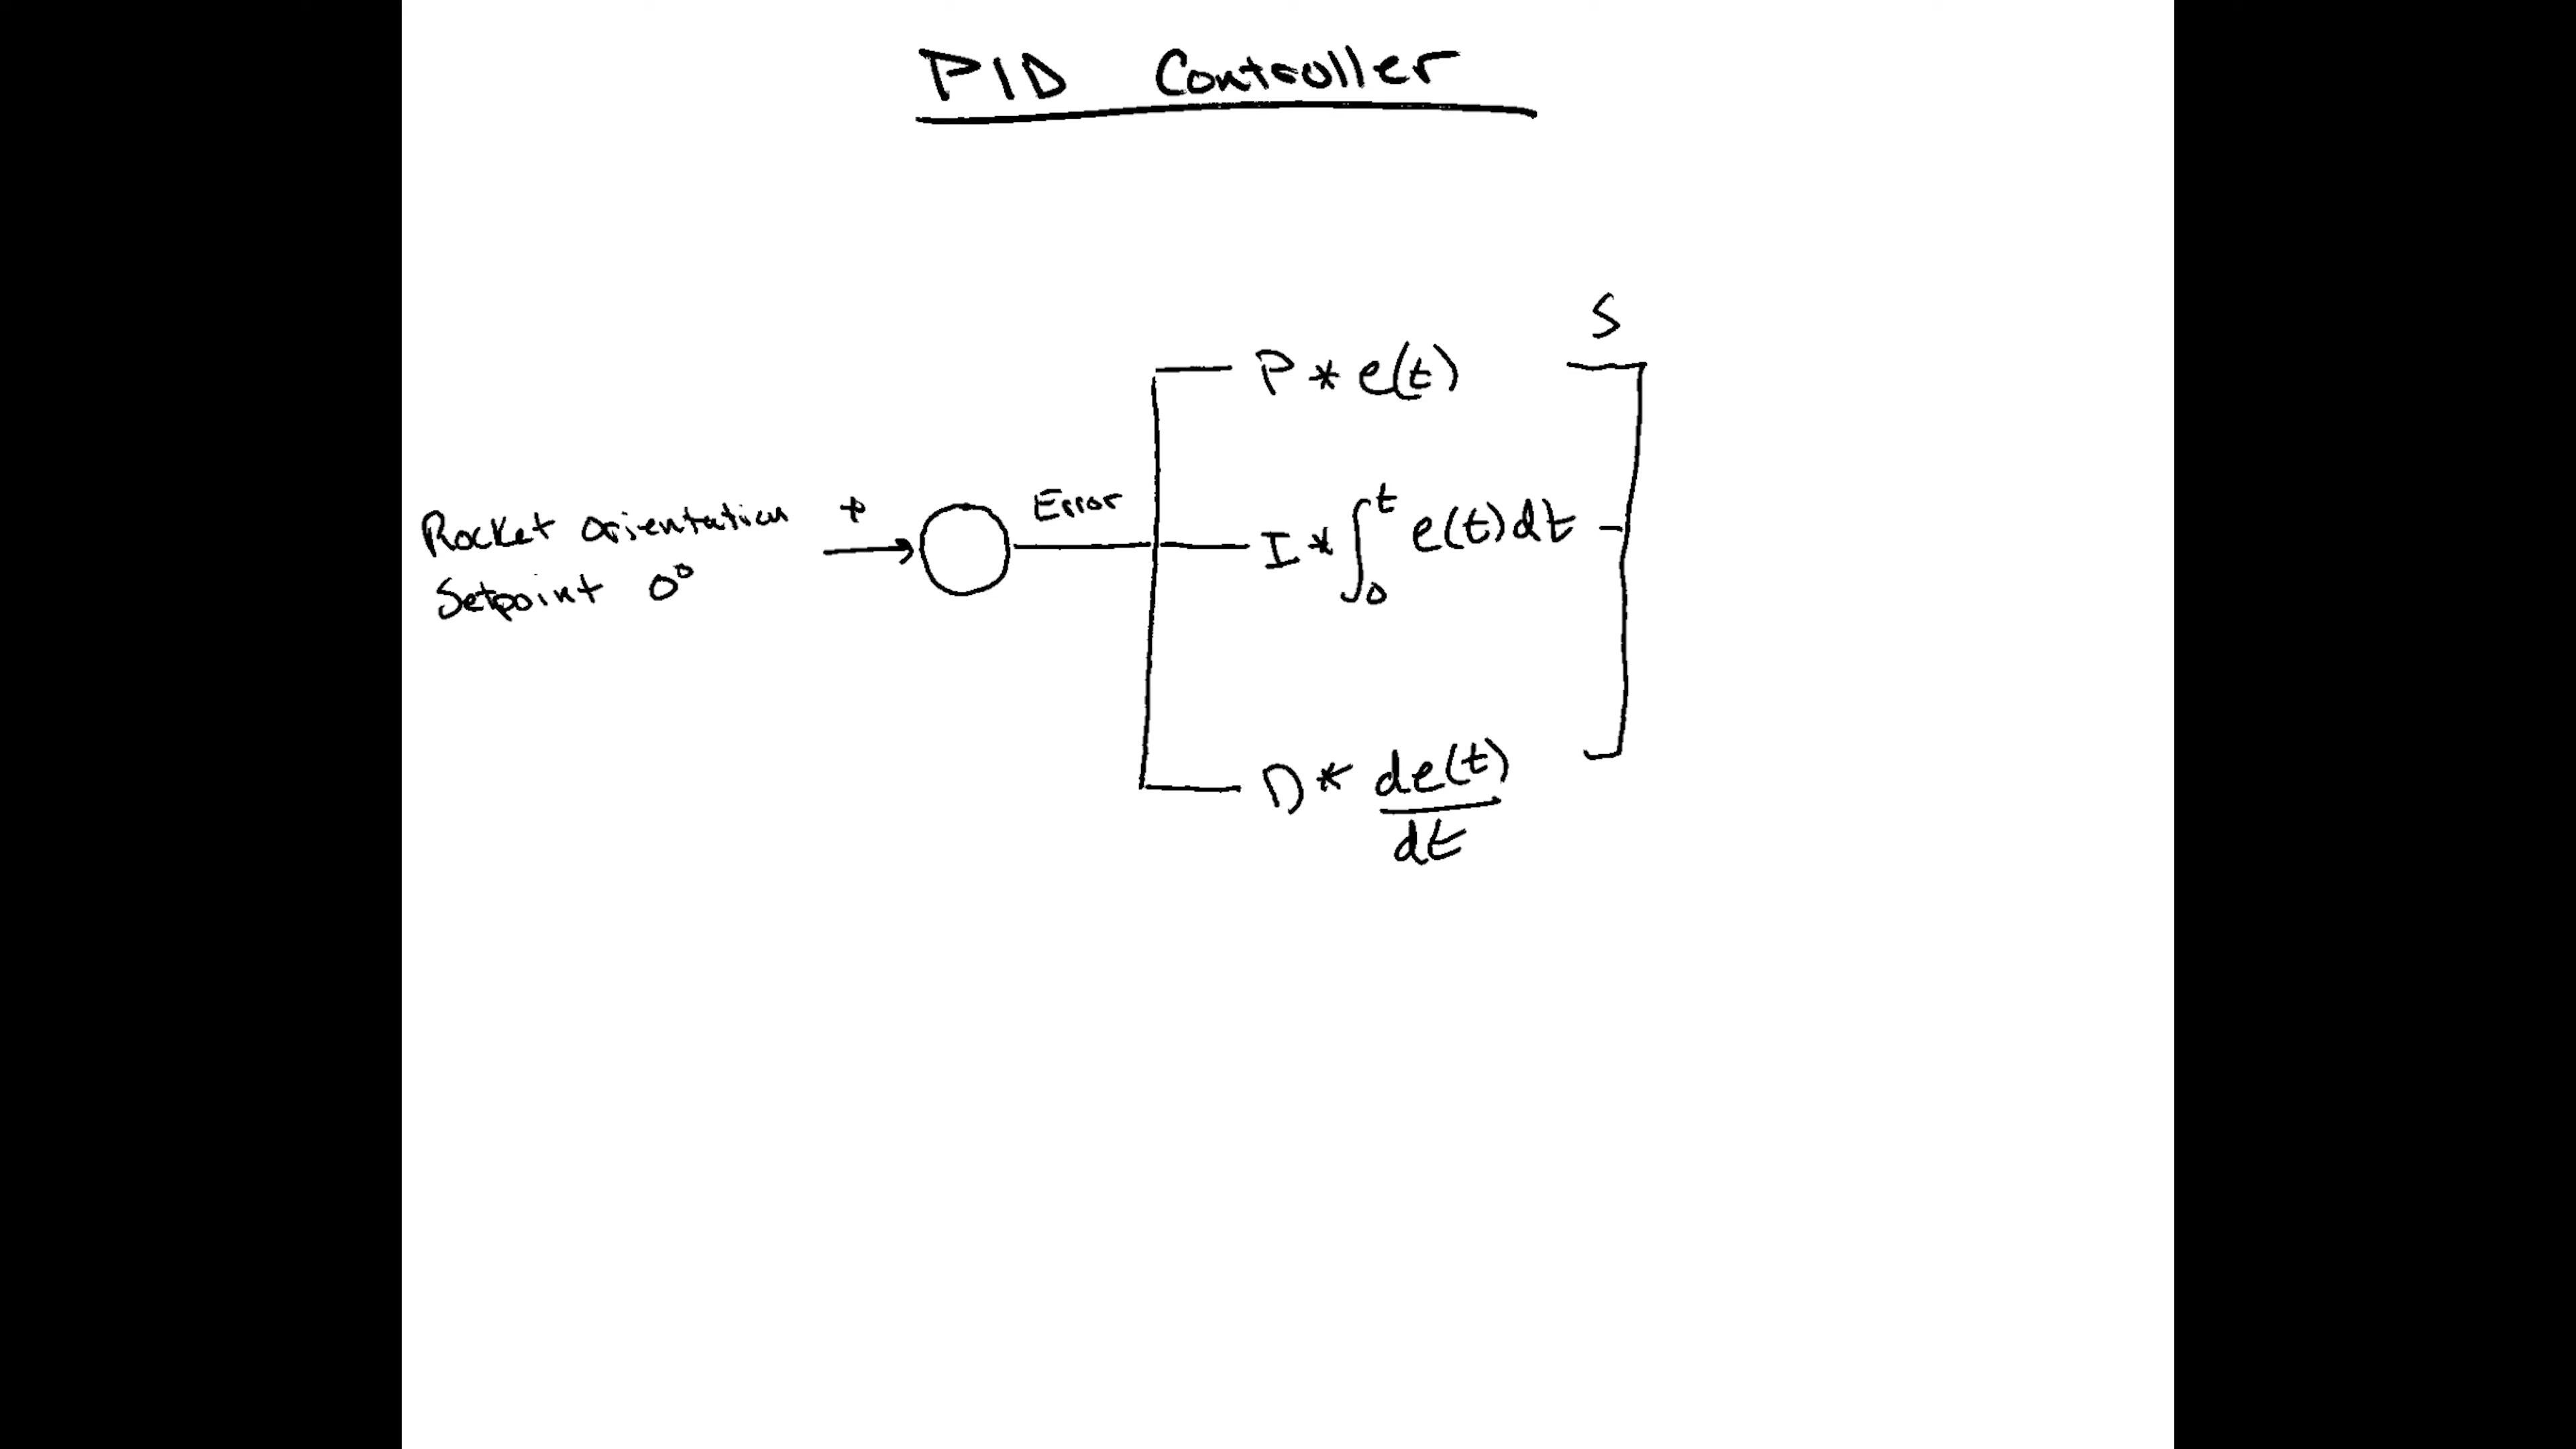 PID Controller
S
P * e(t)
Rocket orientation + Error
Setpoint 0°
I * ∫₀ᵗ e(t)dt
D * de(t)
dt